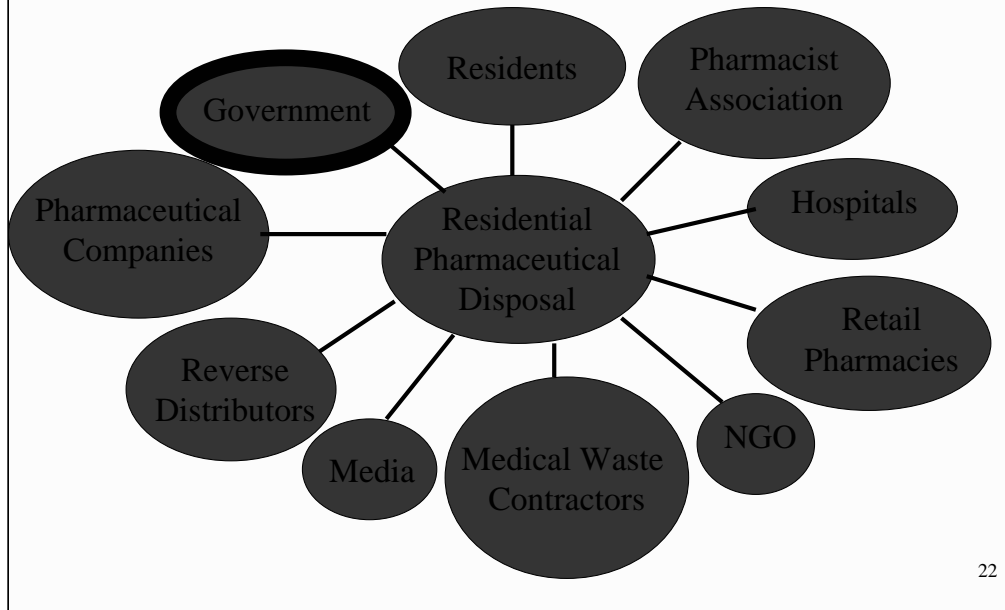 Residents
Pharmacist
Association
Government
Hospitals
Pharmaceutical
Companies
Residential
Pharmaceutical
Disposal
Retail
Pharmacies
Reverse
Distributors
Media
Medical Waste
Contractors
NGO
22